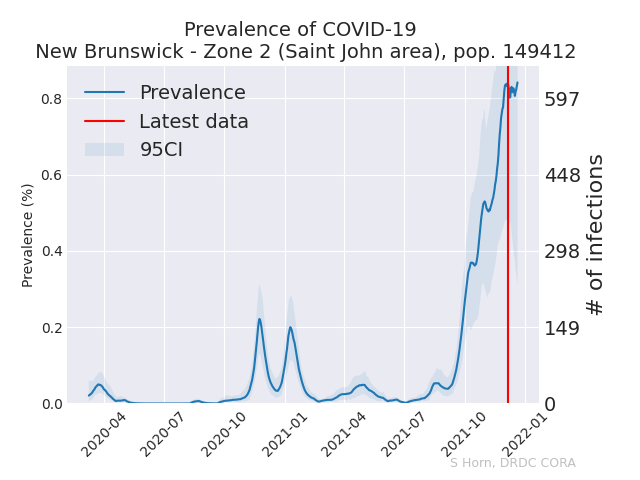 Prevalence of COVID-19
New Brunswick - Zone 2 (Saint John area), pop. 149412
Prevalence
Latest data
95CI
Prevalence (%)
0.8
0.6
0.4
0.2
0.0
597
448
298
149
0
# of infections
2020-04
2020-07
2020-10
2021-01
2021-04
2021-07
2021-10
2022-01
S Horn, DRDC CORA